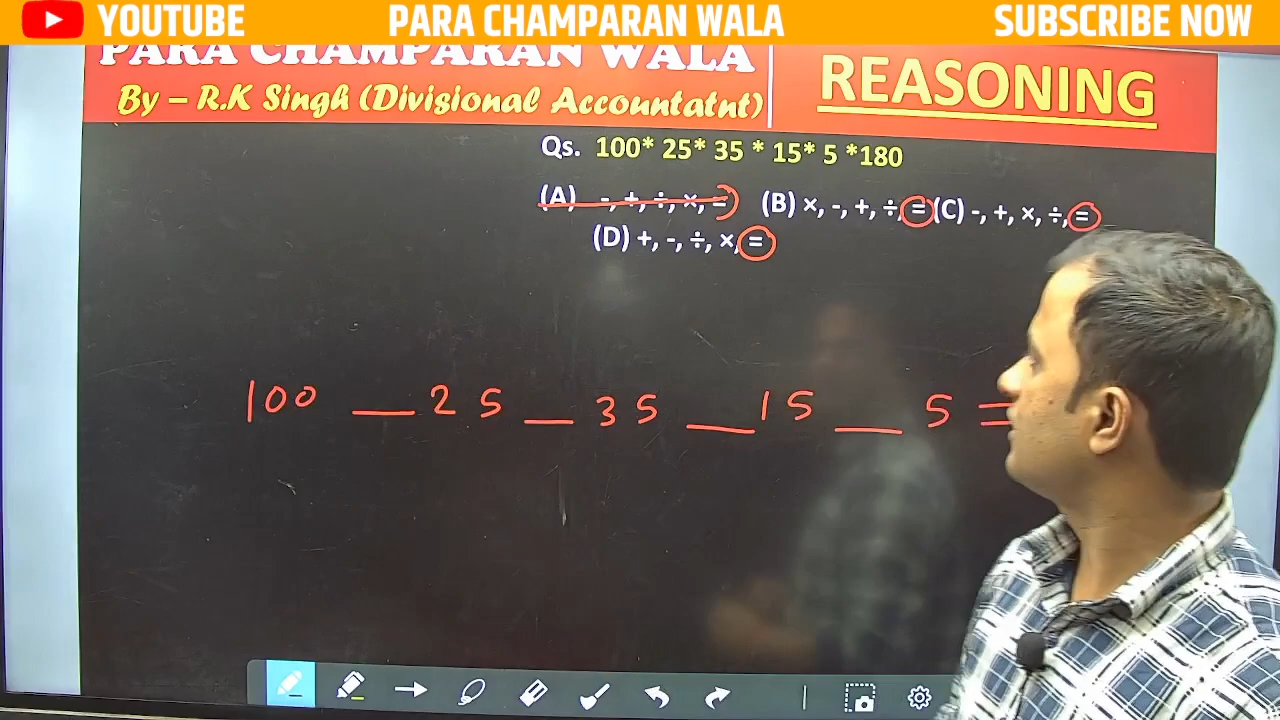 YOUTUBE PARA CHAMPARAN WALA SUBSCRIBE NOW
PARA CHAMPARAN WALA
By – R.K Singh (Divisional Accountatnt)
REASONING
Qs. 100* 25* 35 * 15* 5 *180
(A) -, +, ÷, ×, = (B) ×, -, +, ÷, = (C) -, +, ×, ÷, =
(D) +, -, ÷, ×, =
100 __ 25 __ 35 __ 15 __ 5 =